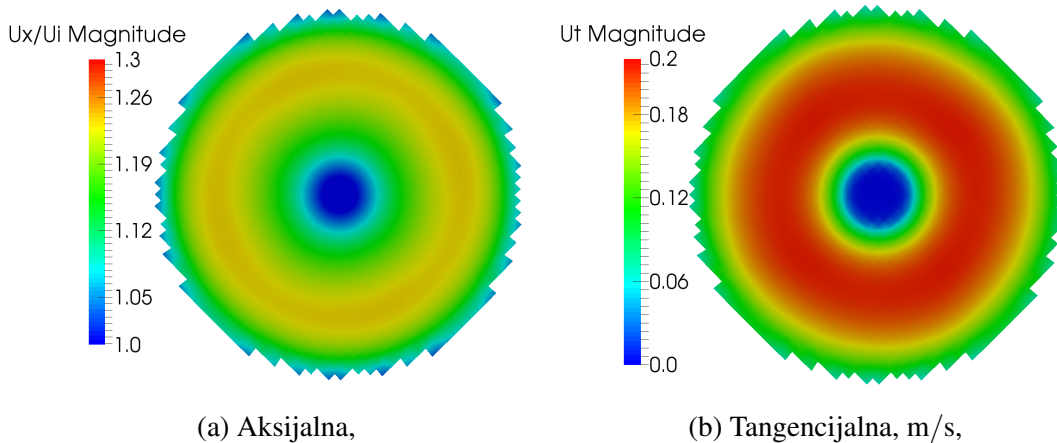 Ux/Ui Magnitude
1.3
1.26
1.19
1.12
1.05
1.0
Ut Magnitude
0.2
0.18
0.12
0.06
0.0
(a) Aksijalna,
(b) Tangencijalna, m/s,